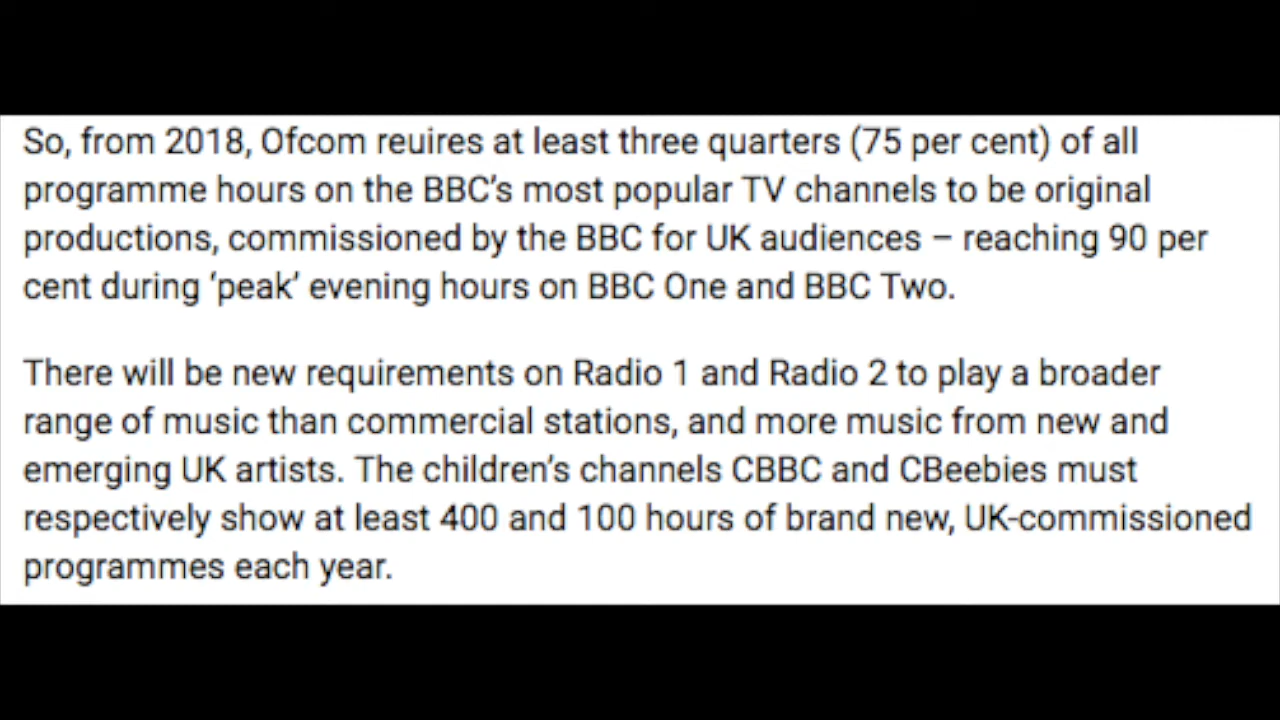 So, from 2018, Ofcom reuires at least three quarters (75 per cent) of all
programme hours on the BBC’s most popular TV channels to be original
productions, commissioned by the BBC for UK audiences – reaching 90 per
cent during ‘peak’ evening hours on BBC One and BBC Two.
There will be new requirements on Radio 1 and Radio 2 to play a broader
range of music than commercial stations, and more music from new and
emerging UK artists. The children’s channels CBBC and CBeebies must
respectively show at least 400 and 100 hours of brand new, UK-commissioned
programmes each year.